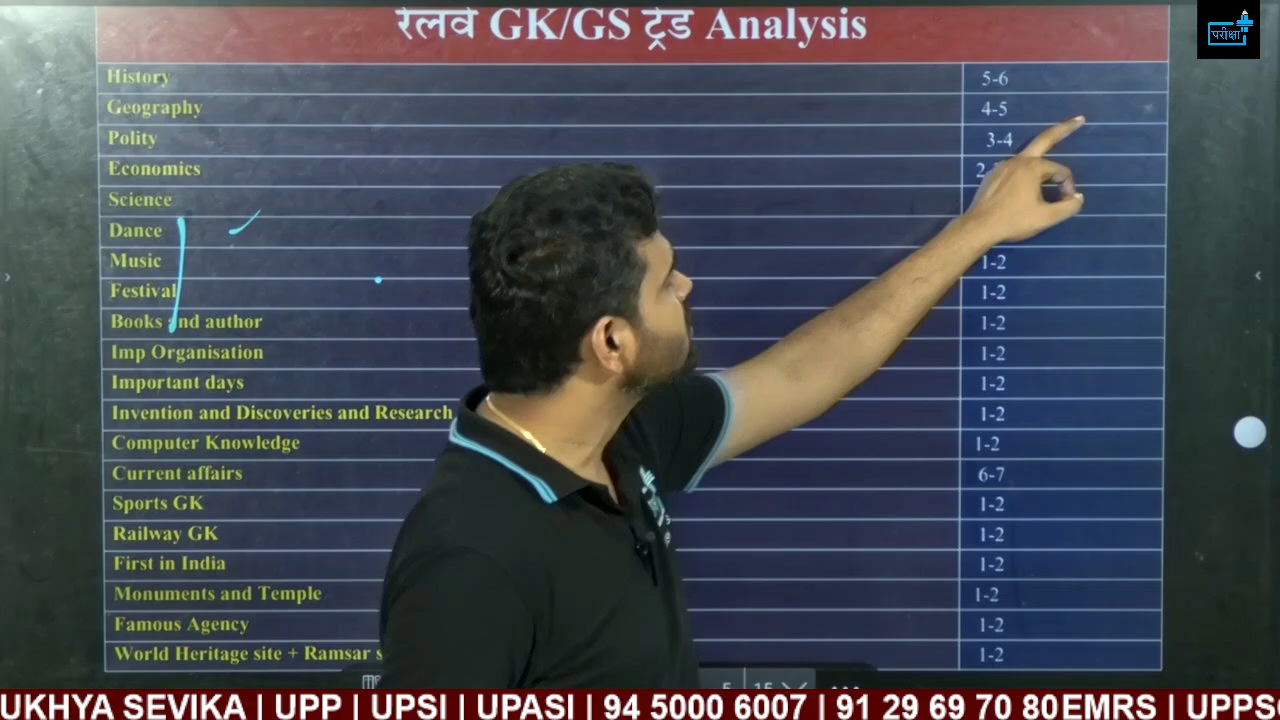 रेलवे GK/GS ट्रेंड Analysis
परीक्षा
History 5-6
Geography 4-5
Polity 3-4
Economics
Science
Dance
Music 1-2
Festival 1-2
Books and author 1-2
Imp Organisation 1-2
Important days 1-2
Invention and Discoveries and Research 1-2
Computer Knowledge 1-2
Current affairs 6-7
Sports GK 1-2
Railway GK 1-2
First in India 1-2
Monuments and Temple 1-2
Famous Agency 1-2
World Heritage site + Ramsar 1-2
UKHYA SEVIKA | UPP | UPSI | UPASI | 94 5000 6007 | 91 29 69 70 80EMRS |